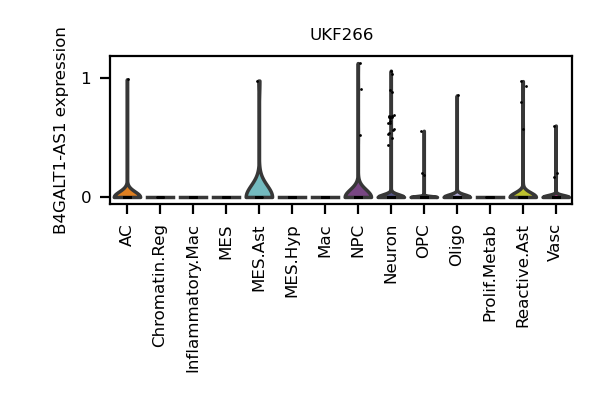 UKF266
B4GALT1-AS1 expression
1
0
AC
Chromatin.Reg
Inflammatory.Mac
MES
MES.Ast
MES.Hyp
Mac
NPC
Neuron
OPC
Oligo
Prolif.Metab
Reactive.Ast
Vasc